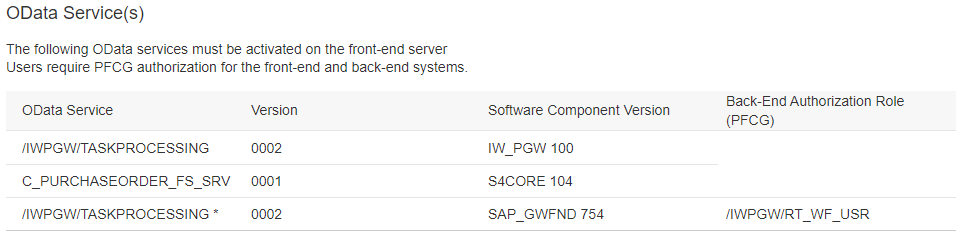 OData Service(s)
The following OData services must be activated on the front-end server
Users require PFCG authorization for the front-end and back-end systems.
OData Service Version Software Component Version Back-End Authorization Role
(PFCG)
/IWPGW/TASKPROCESSING 0002 IW_PGW 100
C_PURCHASEORDER_FS_SRV 0001 S4CORE 104
/IWPGW/TASKPROCESSING * 0002 SAP_GWFND 754 /IWPGW/RT_WF_USR